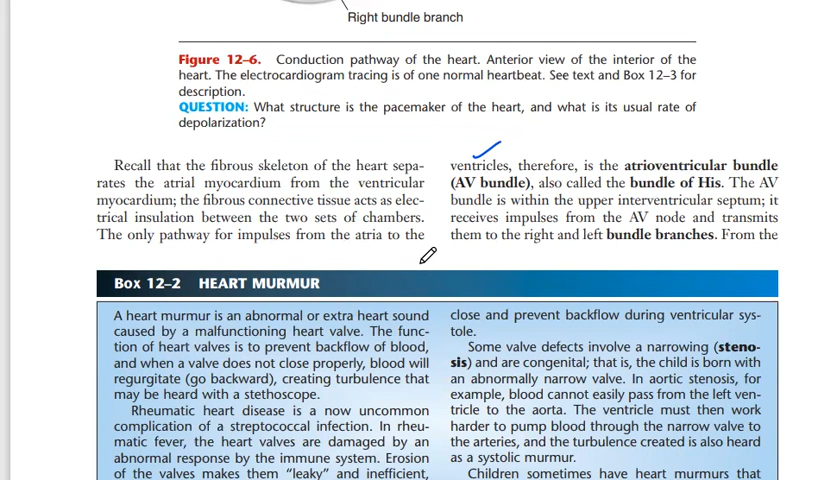 Right bundle branch
Figure 12–6. Conduction pathway of the heart. Anterior view of the interior of the
heart. The electrocardiogram tracing is of one normal heartbeat. See text and Box 12–3 for
description.
QUESTION: What structure is the pacemaker of the heart, and what is its usual rate of
depolarization?
Recall that the fibrous skeleton of the heart sepa-
rates the atrial myocardium from the ventricular
myocardium; the fibrous connective tissue acts as elec-
trical insulation between the two sets of chambers.
The only pathway for impulses from the atria to the
ventricles, therefore, is the atrioventricular bundle
(AV bundle), also called the bundle of His. The AV
bundle is within the upper interventricular septum; it
receives impulses from the AV node and transmits
them to the right and left bundle branches. From the
Box 12–2 HEART MURMUR
A heart murmur is an abnormal or extra heart sound
caused by a malfunctioning heart valve. The func-
tion of heart valves is to prevent backflow of blood,
and when a valve does not close properly, blood will
regurgitate (go backward), creating turbulence that
may be heard with a stethoscope.
Rheumatic heart disease is a now uncommon
complication of a streptococcal infection. In rheu-
matic fever, the heart valves are damaged by an
abnormal response by the immune system. Erosion
of the valves makes them “leaky” and inefficient,
close and prevent backflow during ventricular sys-
tole.
Some valve defects involve a narrowing (steno-
sis) and are congenital; that is, the child is born with
an abnormally narrow valve. In aortic stenosis, for
example, blood cannot easily pass from the left ven-
tricle to the aorta. The ventricle must then work
harder to pump blood through the narrow valve to
the arteries, and the turbulence created is also heard
as a systolic murmur.
Children sometimes have heart murmurs that